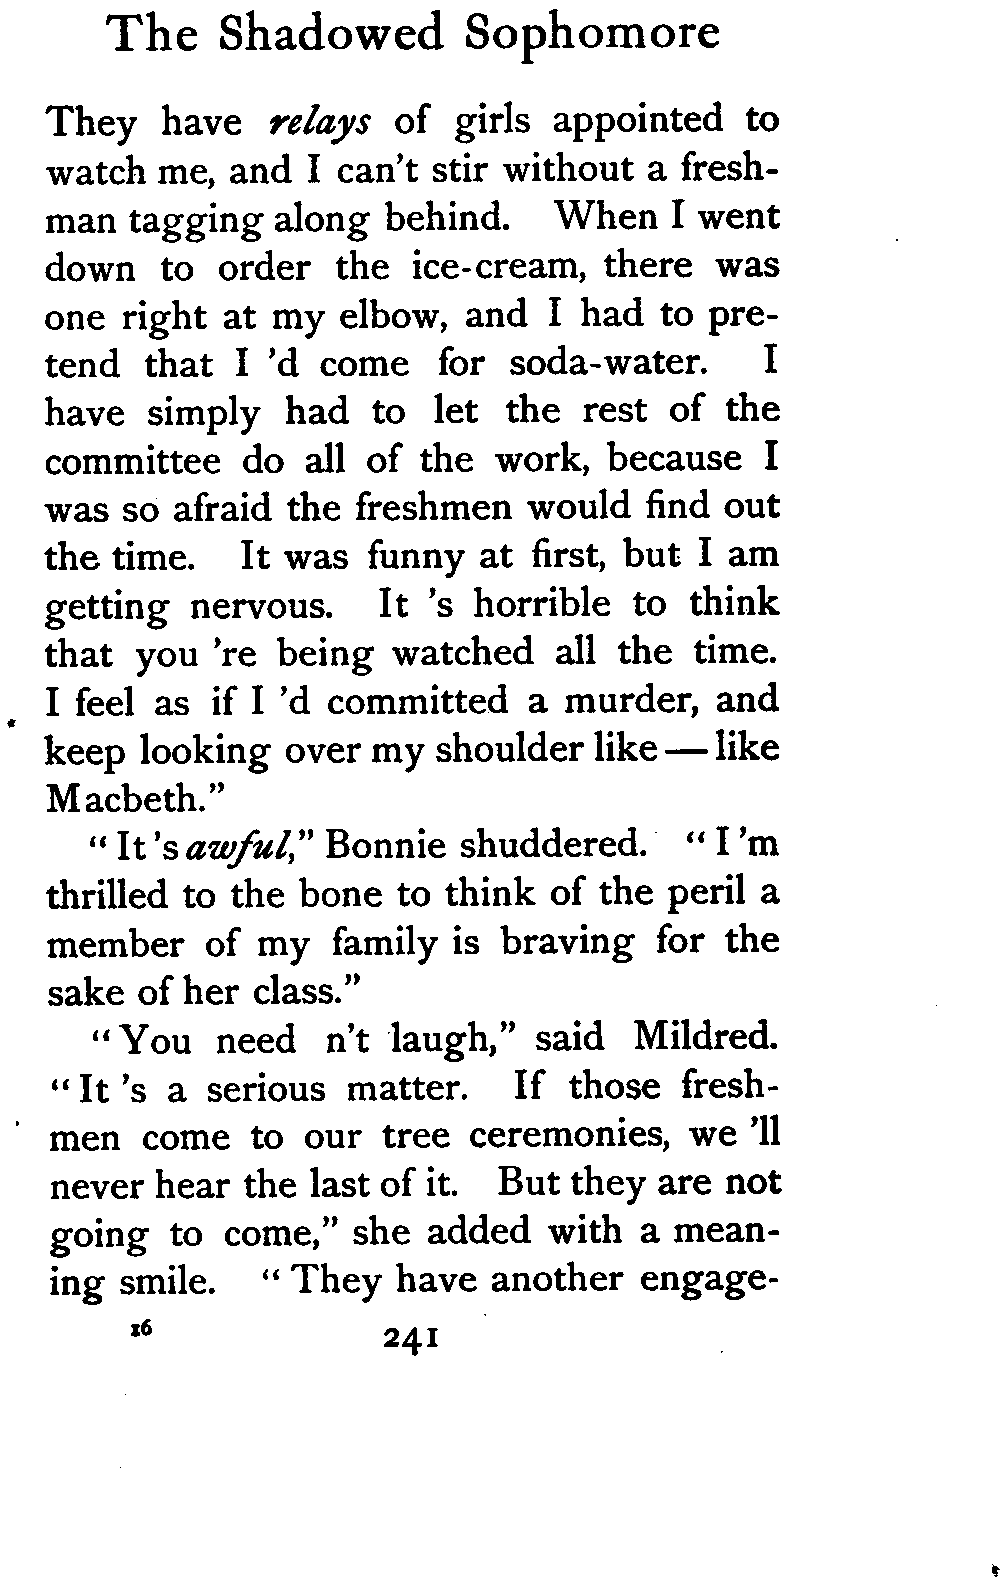 The Shadowed Sophomore
They have relays of girls appointed to
watch me, and I can't stir without a fresh-
man tagging along behind. When I went
down to order the ice-cream, there was
one right at my elbow, and I had to pre-
tend that I 'd come for soda-water. I
have simply had to let the rest of the
committee do all of the work, because I
was so afraid the freshmen would find out
the time. It was funny at first, but I am
getting nervous. It 's horrible to think
that you 're being watched all the time.
I feel as if I 'd committed a murder, and
keep looking over my shoulder like — like
Macbeth."
"It 's awful," Bonnie shuddered. "I 'm
thrilled to the bone to think of the peril a
member of my family is braving for the
sake of her class."
"You need n't laugh," said Mildred.
"It 's a serious matter. If those fresh-
men come to our tree ceremonies, we 'll
never hear the last of it. But they are not
going to come," she added with a mean-
ing smile. "They have another engage-
16 241